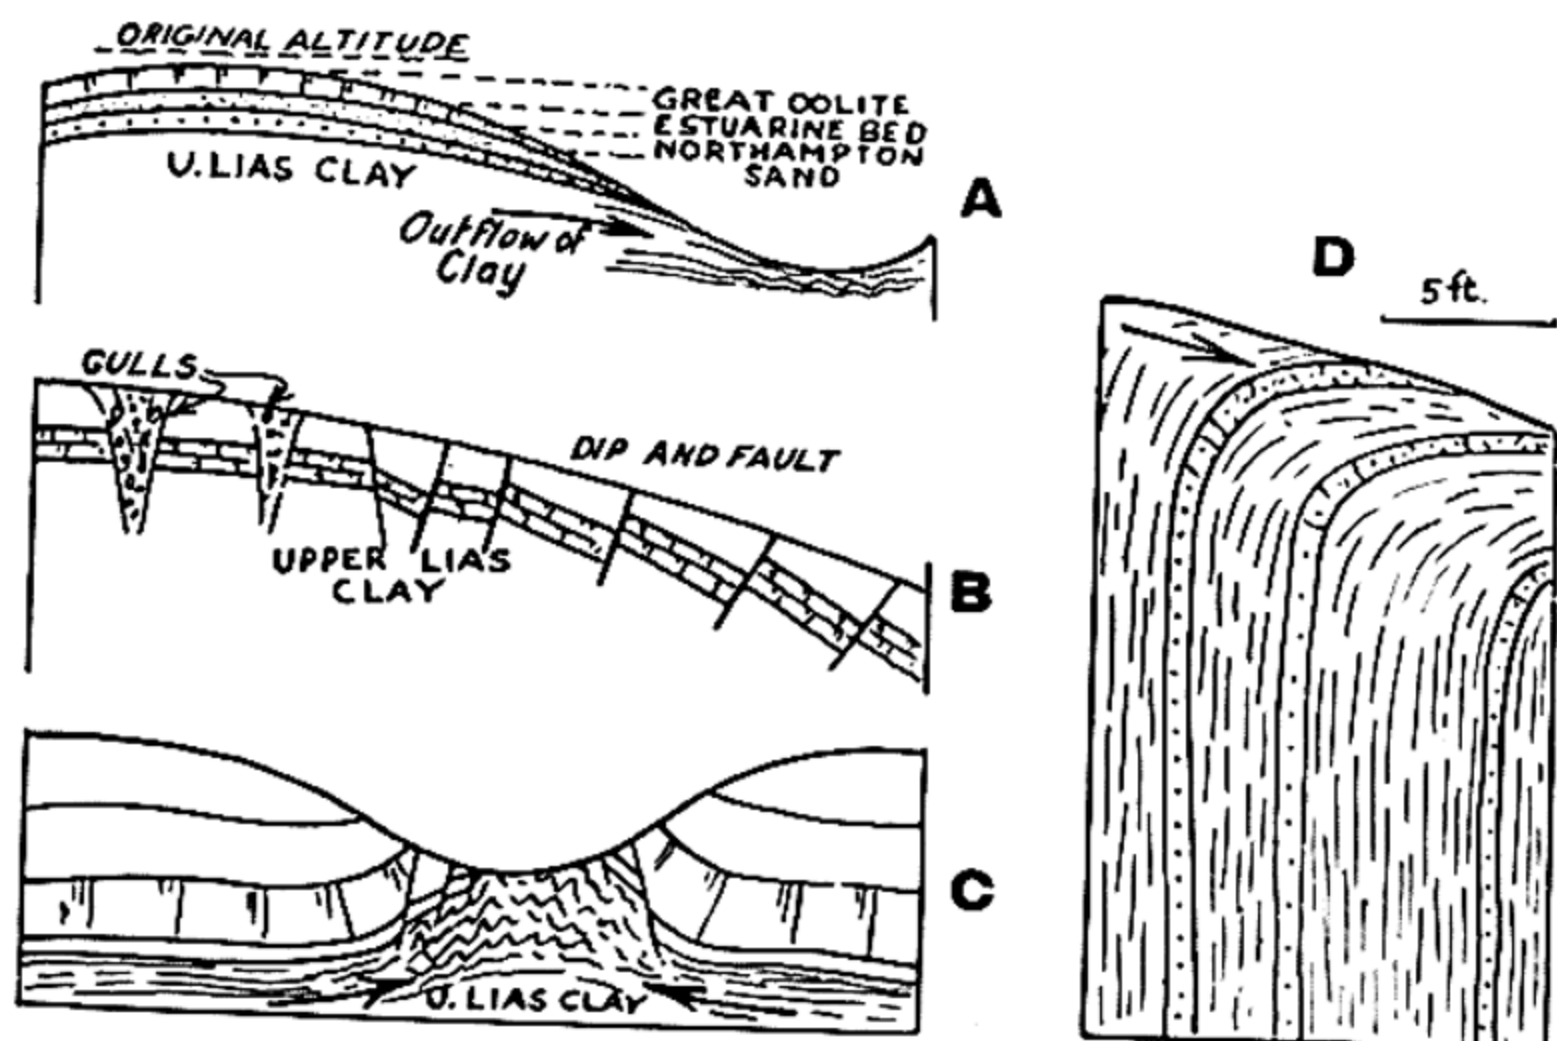 ORIGINAL ALTITUDE
GREAT OOLITE
ESTUARINE BED
NORTHAMPTON
SAND
U. LIAS CLAY
Outflow of
Clay
A
GULLS
DIP AND FAULT
UPPER LIAS
CLAY
B
C
U. LIAS CLAY
D
5 ft.